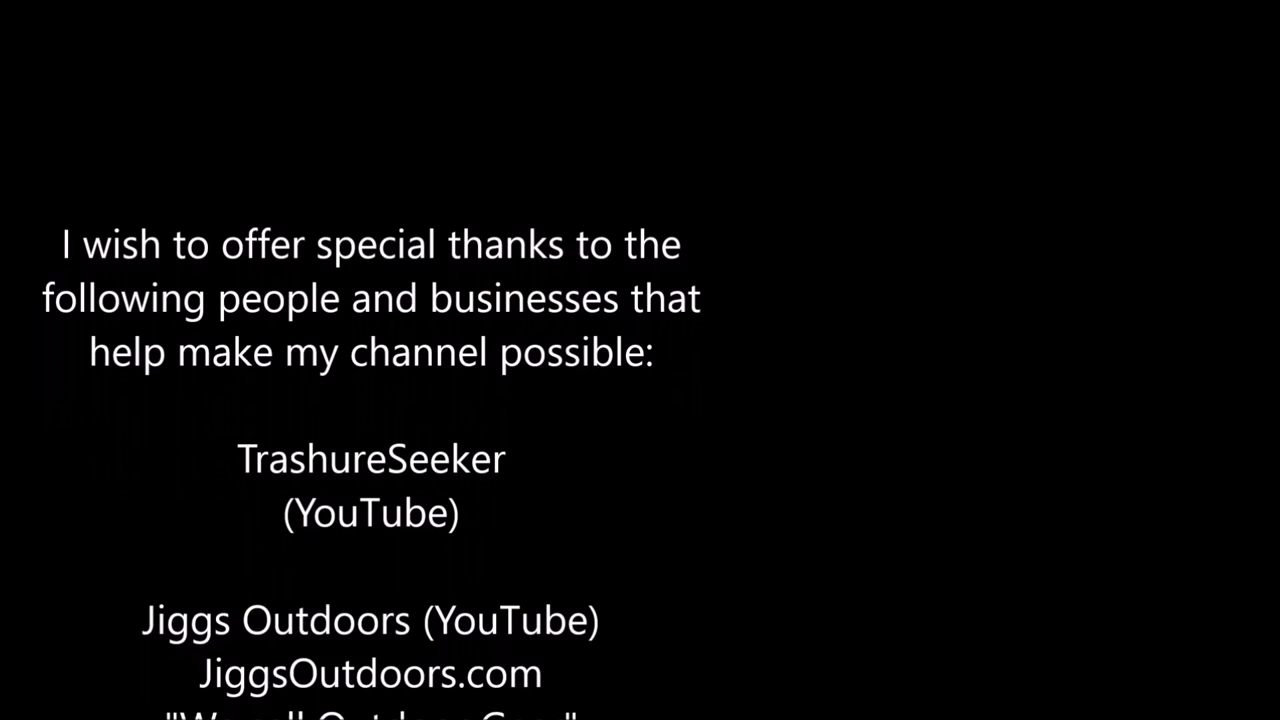 I wish to offer special thanks to the
following people and businesses that
help make my channel possible:
TrashureSeeker
(YouTube)
Jiggs Outdoors (YouTube)
JiggsOutdoors.com